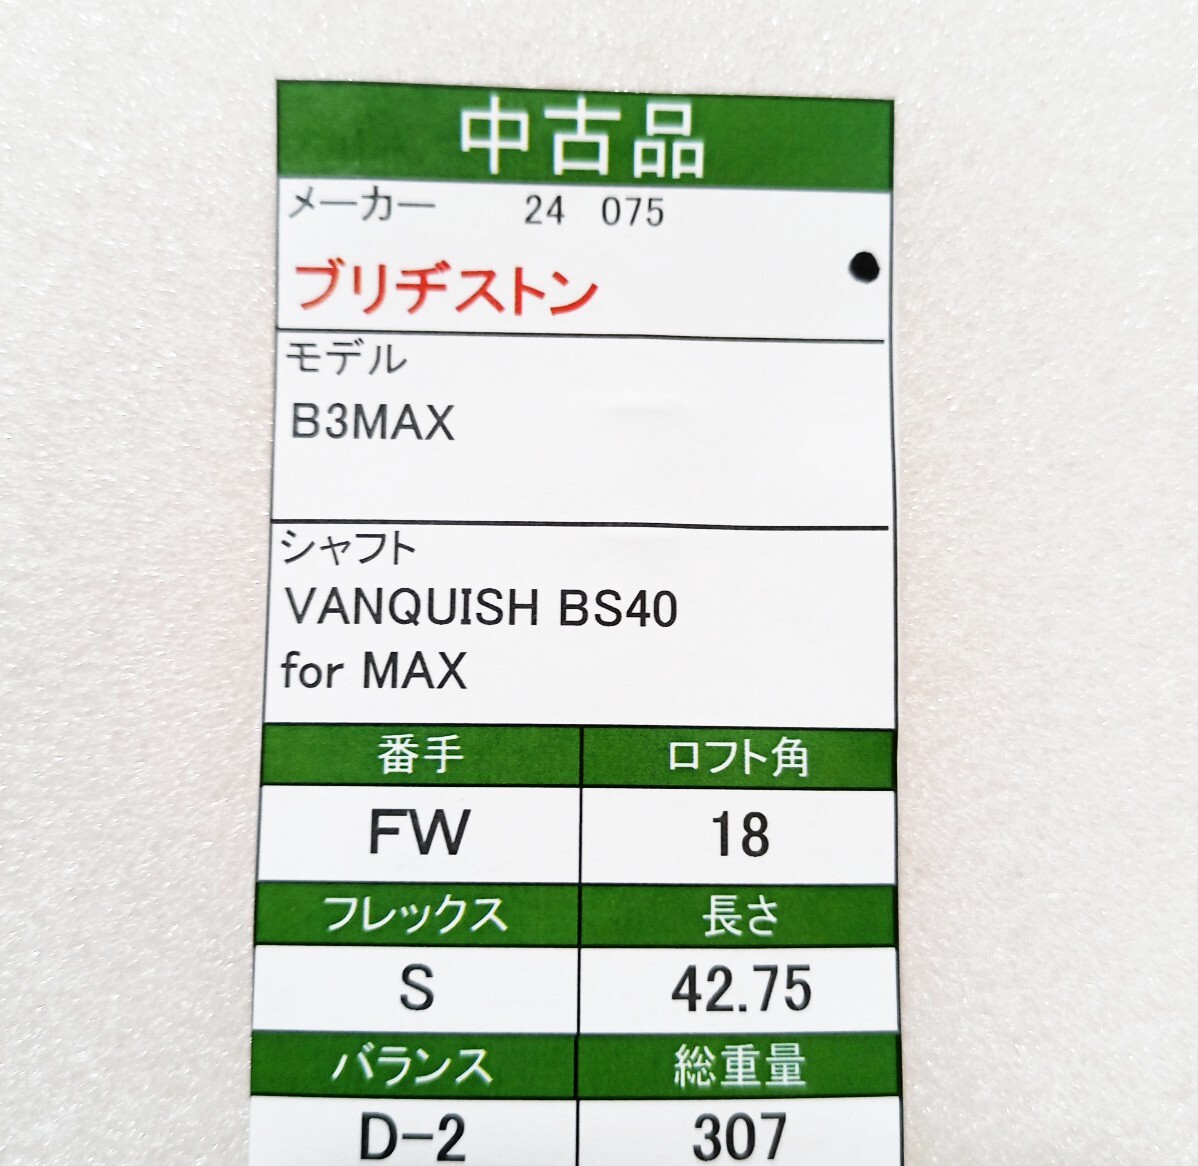 中古品
メーカー 24 075
ブリヂストン
モデル
B3MAX
シャフト
VANQUISH BS40
for MAX
番手 ロフト角
FW 18
フレックス 長さ
S 42.75
バランス 総重量
D-2 307